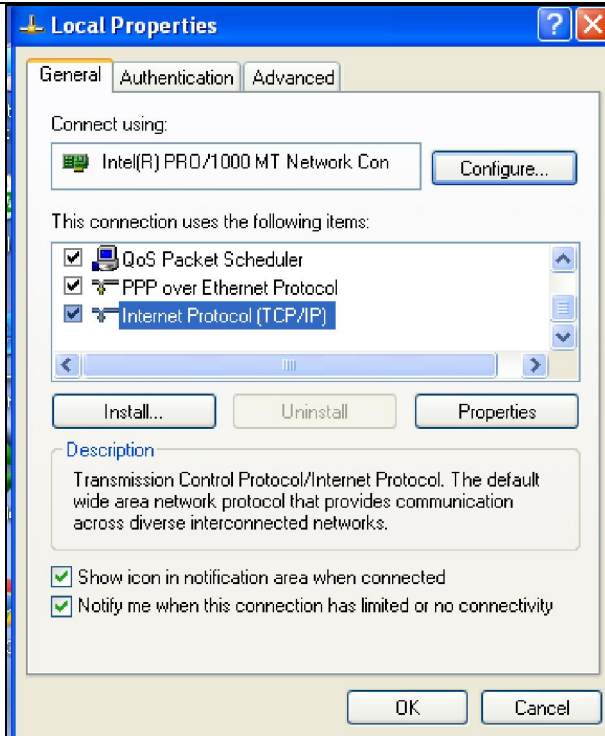 Local Properties
General Authentication Advanced
Connect using:
Intel(R) PRO/1000 MT Network Con
Configure...
This connection uses the following items:
QoS Packet Scheduler
PPP over Ethernet Protocol
Internet Protocol (TCP/IP)
Install... Uninstall Properties
Description
Transmission Control Protocol/Internet Protocol. The default
wide area network protocol that provides communication
across diverse interconnected networks.
Show icon in notification area when connected
Notify me when this connection has limited or no connectivity
OK Cancel